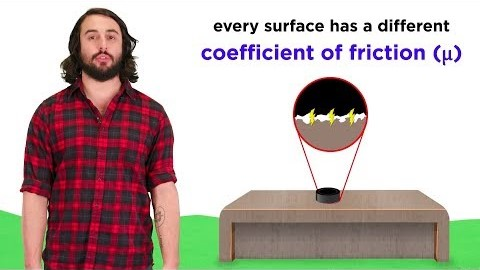 every surface has a different
coefficient of friction (μ)